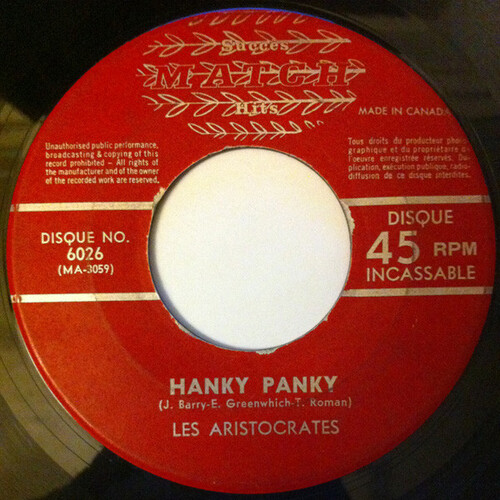 Succes
MATCH
Hits
MADE IN CANADA
Unauthorised public performance,
broadcasting & copying of this
record prohibited – All rights of
the manufacturer and of the owner
of the recorded work are reserved.
Tous droits du producteur phono-
graphique et du propriétaire de
l'oeuvre enregistrée réservés. Du-
plication, exécution publique, radio-
diffusion de ce disque interdites.
DISQUE NO.
6026
(MA-3059)
DISQUE
45 RPM
INCASSABLE
HANKY PANKY
(J. Barry-E. Greenwhich-T. Roman)
LES ARISTOCRATES